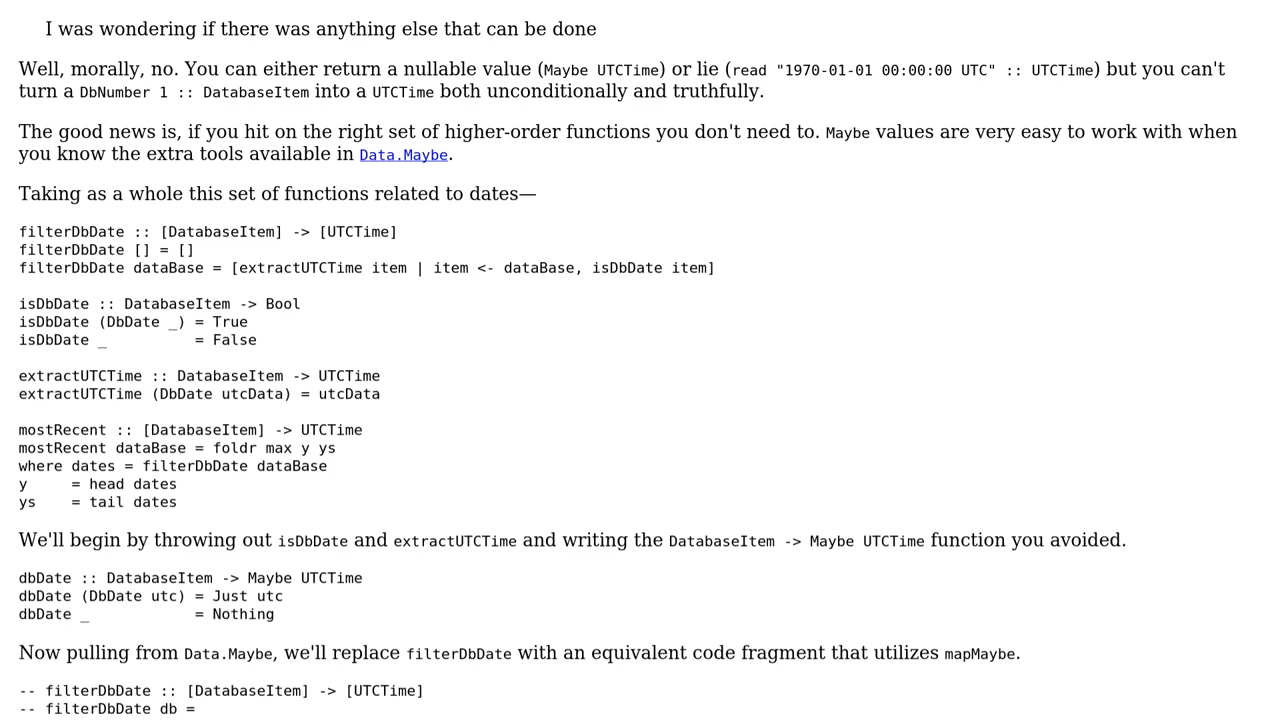 I was wondering if there was anything else that can be done
Well, morally, no. You can either return a nullable value (Maybe UTCTime) or lie (read "1970-01-01 00:00:00 UTC" :: UTCTime) but you can't
turn a DbNumber 1 :: DatabaseItem into a UTCTime both unconditionally and truthfully.
The good news is, if you hit on the right set of higher-order functions you don't need to. Maybe values are very easy to work with when
you know the extra tools available in Data.Maybe.
Taking as a whole this set of functions related to dates—
filterDbDate :: [DatabaseItem] -> [UTCTime]
filterDbDate [] = []
filterDbDate dataBase = [extractUTCTime item | item <- dataBase, isDbDate item]
isDbDate :: DatabaseItem -> Bool
isDbDate (DbDate _) = True
isDbDate _          = False
extractUTCTime :: DatabaseItem -> UTCTime
extractUTCTime (DbDate utcData) = utcData
mostRecent :: [DatabaseItem] -> UTCTime
mostRecent dataBase = foldr max y ys
where dates = filterDbDate dataBase
y     = head dates
ys    = tail dates
We'll begin by throwing out isDbDate and extractUTCTime and writing the DatabaseItem -> Maybe UTCTime function you avoided.
dbDate :: DatabaseItem -> Maybe UTCTime
dbDate (DbDate utc) = Just utc
dbDate _            = Nothing
Now pulling from Data.Maybe, we'll replace filterDbDate with an equivalent code fragment that utilizes mapMaybe.
-- filterDbDate :: [DatabaseItem] -> [UTCTime]
-- filterDbDate db =